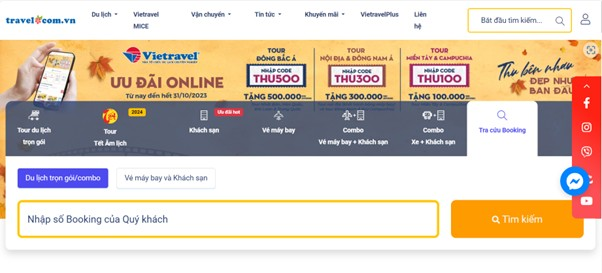 travel.com.vn
Du lịch
Vietravel
MICE
Vận chuyển
Tin tức
Khuyến mãi
VietravelPlus
Liên
hệ
Bắt đầu tìm kiếm...
Vietravel
ƯU ĐÃI ONLINE
Từ nay đến hết 31/10/2023
TOUR
ĐÔNG BẮC Á
NHẬP CODE
THU500
TẶNG 500.000
TOUR
NỘI ĐỊA & ĐÔNG NAM Á
NHẬP CODE
THU300
TẶNG 300.000
TOUR
MIỀN TÂY & CAMPUCHIA
NHẬP CODE
THU100
TẶNG 100.000
Thu bên nhau
ĐẸP NHƯ
BAN ĐẦU
Tour du lịch
trọn gói
2024
Tour
Tết Âm lịch
Ưu đãi hot
Khách sạn
Vé máy bay
Combo
Vé máy bay + Khách sạn
Combo
Xe + Khách sạn
Tra cứu Booking
Du lịch trọn gói/combo
Vé máy bay và Khách sạn
Nhập số Booking của Quý khách
Tìm kiếm